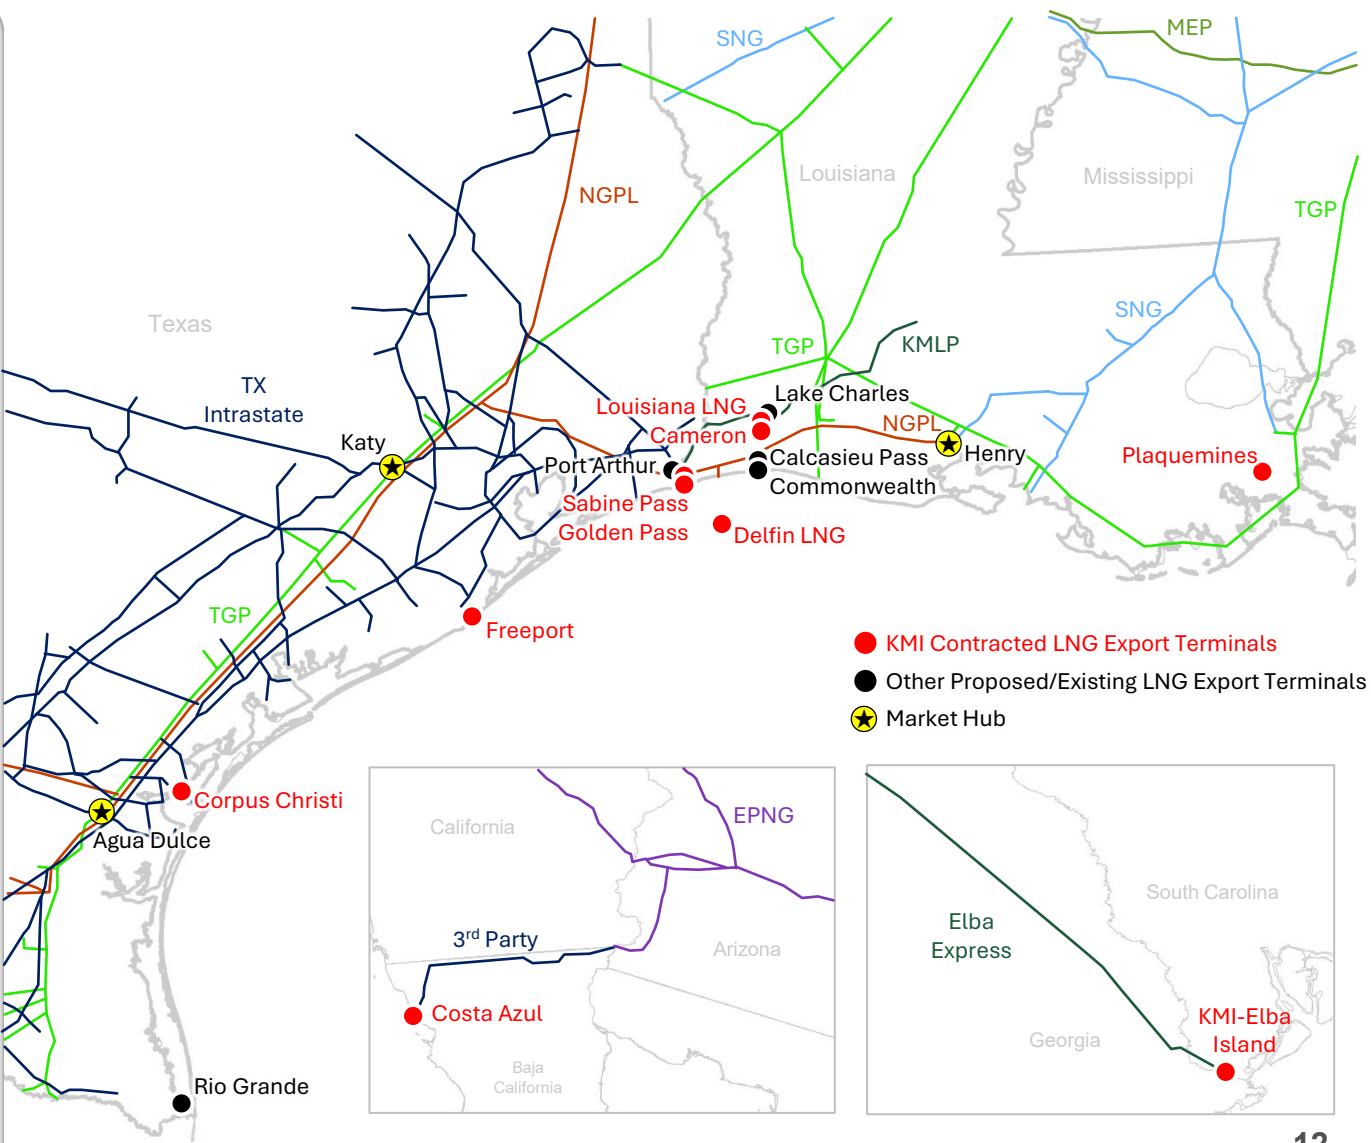 SNG
MEP
Louisiana
Mississippi
NGPL
TGP
Texas
SNG
TGP
KMLP
TX
Intrastate
Lake Charles
Louisiana LNG
NGPL
Katy
Cameron
Henry
Calcasieu Pass
Port Arthur
Plaquemines
Commonwealth
Sabine Pass
Golden Pass
Delfin LNG
TGP
Freeport
KMI Contracted LNG Export Terminals
Other Proposed/Existing LNG Export Terminals
Market Hub
Corpus Christi
Agua Dulce
Rio Grande
California
EPNG
3rd Party
Arizona
Costa Azul
Baja
California
South Carolina
Elba
Express
Georgia
KMI-Elba
Island
12